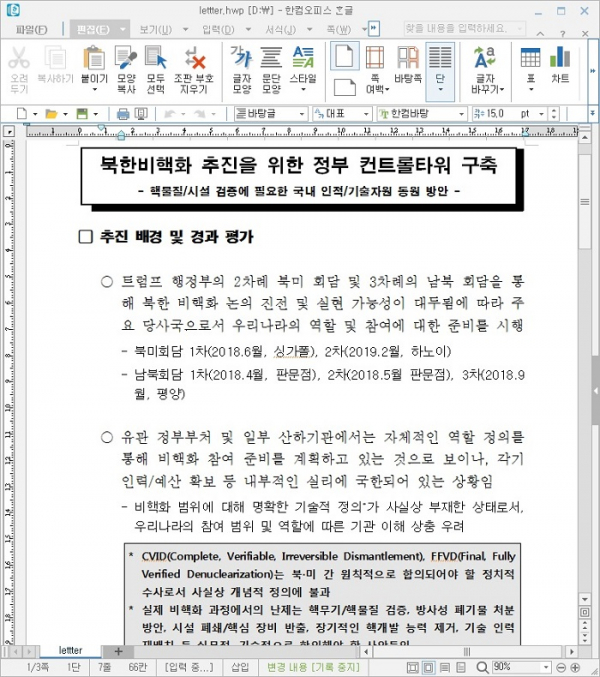 lettter.hwp [D:₩] - 한컴오피스 한글
파일(F) 편집(E) 보기(U) 입력(D) 서식(J) 쪽(W) 찾을 내용을 입력하세요.
오려 두기 복사하기 붙이기 모양 복사 모두 선택 조판 부호 지우기 글자 모양 문단 모양 스타일 쪽 여백 바탕쪽 단 글자 바꾸기 표 차트
바탕글 대표 한컴바탕 15.0 pt
북한비핵화 추진을 위한 정부 컨트롤타워 구축
- 핵물질/시설 검증에 필요한 국내 인적/기술자원 동원 방안 -
□ 추진 배경 및 경과 평가
○ 트럼프 행정부의 2차례 북미 회담 및 3차례의 남북 회담을 통
해 북한 비핵화 논의 진전 및 실현 가능성이 대두됨에 따라 주
요 당사국으로서 우리나라의 역할 및 참여에 대한 준비를 시행
- 북미회담 1차(2018.6월, 싱가폴), 2차(2019.2월, 하노이)
- 남북회담 1차(2018.4월, 판문점), 2차(2018.5월 판문점), 3차(2018.9
월, 평양)
○ 유관 정부부처 및 일부 산하기관에서는 자체적인 역할 정의를
통해 비핵화 참여 준비를 계획하고 있는 것으로 보이나, 각기
인력/예산 확보 등 내부적인 실리에 국한되어 있는 상황임
- 비핵화 범위에 대해 명확한 기술적 정의*가 사실상 부재한 상태로서,
우리나라의 참여 범위 및 역할에 따른 기관 이해 상충 우려
* CVID(Complete, Verifiable, Irreversible Dismantlement), FFVD(Final, Fully
Verified Denuclearization)는 북·미 간 원칙적으로 합의되어야 할 정치적
수사로서 사실상 개념적 정의에 불과
* 실제 비핵화 과정에서의 난제는 핵무기/핵물질 검증, 방사성 폐기물 처분
방안, 시설 폐쇄/핵심 장비 반출, 장기적인 핵개발 능력 제거, 기술 인력
lettter
1/3쪽 1단 7줄 66칸 [입력 중...] 삽입 변경 내용 [기록 중지] 90%